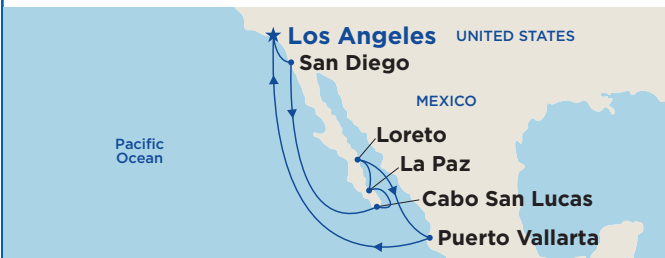 Los Angeles
UNITED STATES
San Diego
MEXICO
Pacific
Ocean
Loreto
La Paz
Cabo San Lucas
Puerto Vallarta